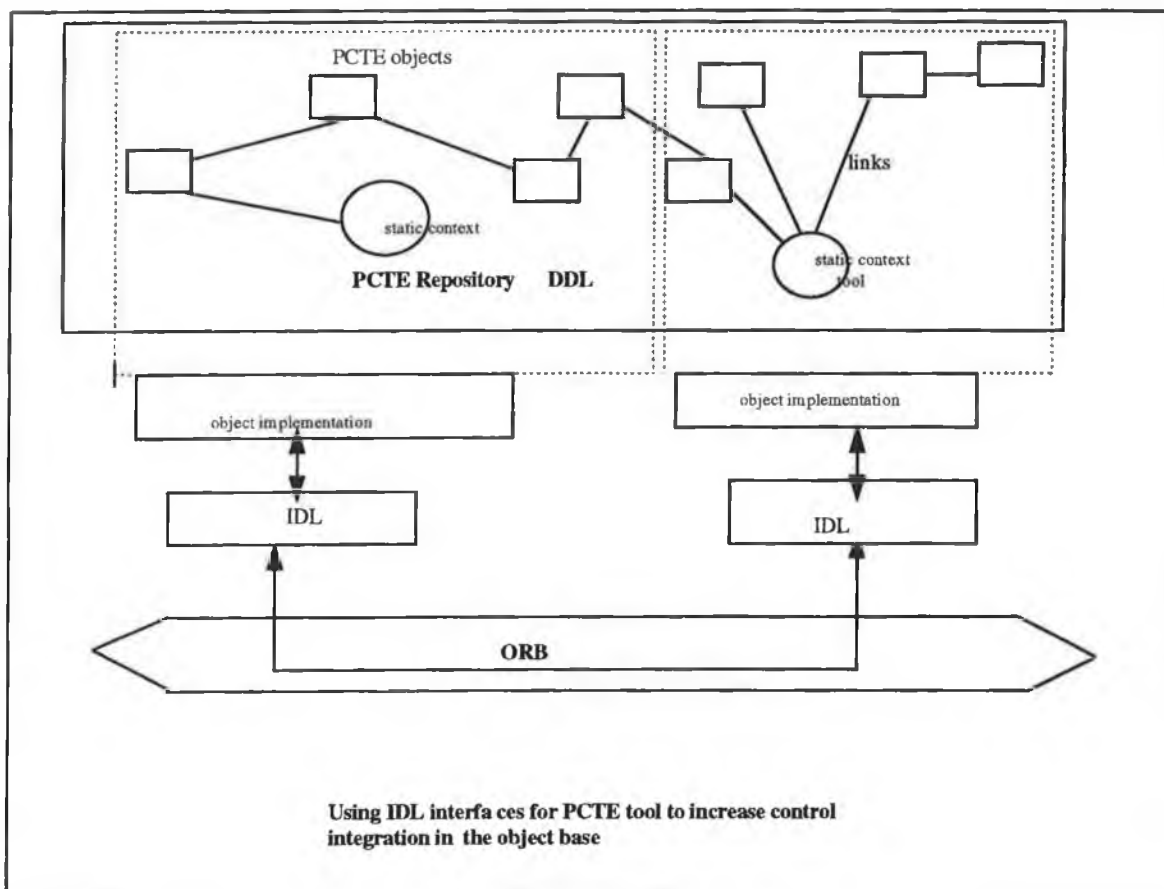 PCTE objects
links
static context
static context
tool
PCTE Repository DDL
object implementation
object implementation
IDL
IDL
ORB
Using IDL interfa ces for PCTE tool to increase control
integration in the object base